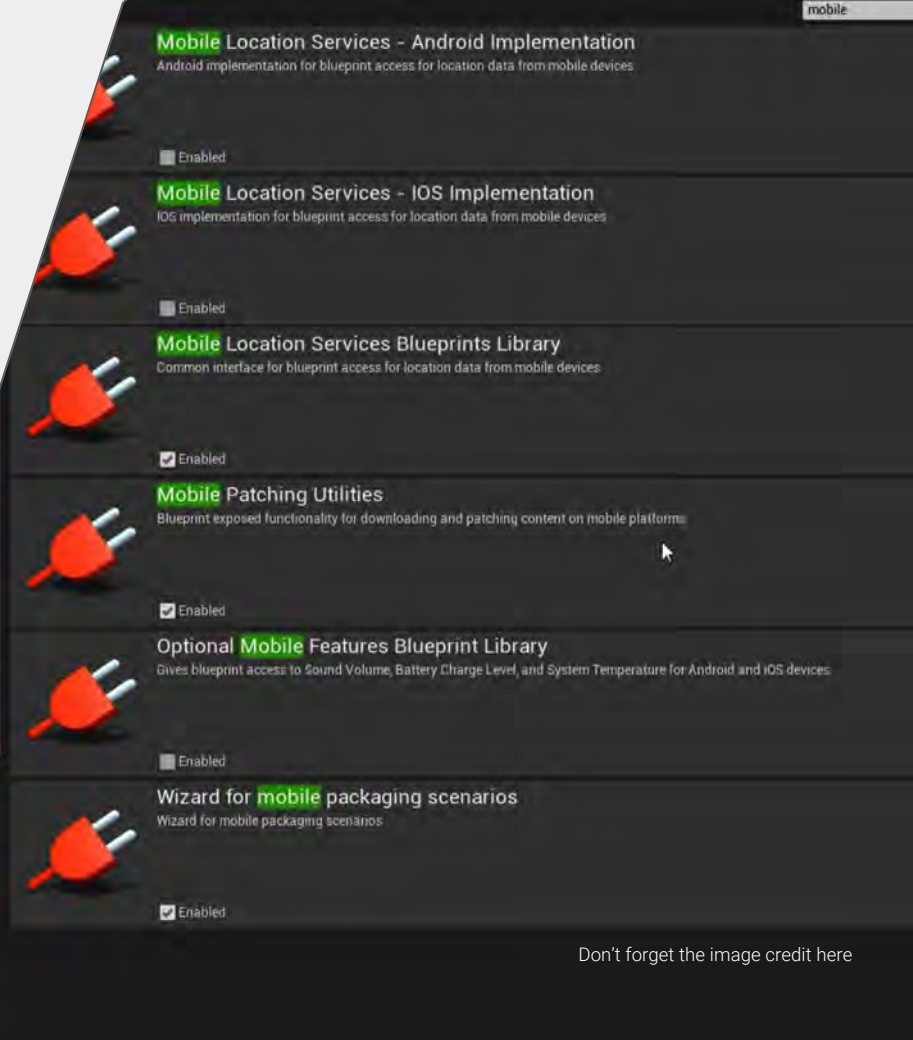 mobile
Mobile Location Services - Android Implementation
Android implementation for blueprint access for location data from mobile devices
Enabled
Mobile Location Services - IOS Implementation
IOS implementation for blueprint access for location data from mobile devices
Enabled
Mobile Location Services Blueprints Library
Common interface for blueprint access for location data from mobile devices
Enabled
Mobile Patching Utilities
Blueprint exposed functionality for downloading and patching content on mobile platforms
Enabled
Optional Mobile Features Blueprint Library
Gives blueprint access to Sound Volume, Battery Charge Level, and System Temperature for Android and iOS devices
Enabled
Wizard for mobile packaging scenarios
Wizard for mobile packaging scenarios
Enabled
Don’t forget the image credit here